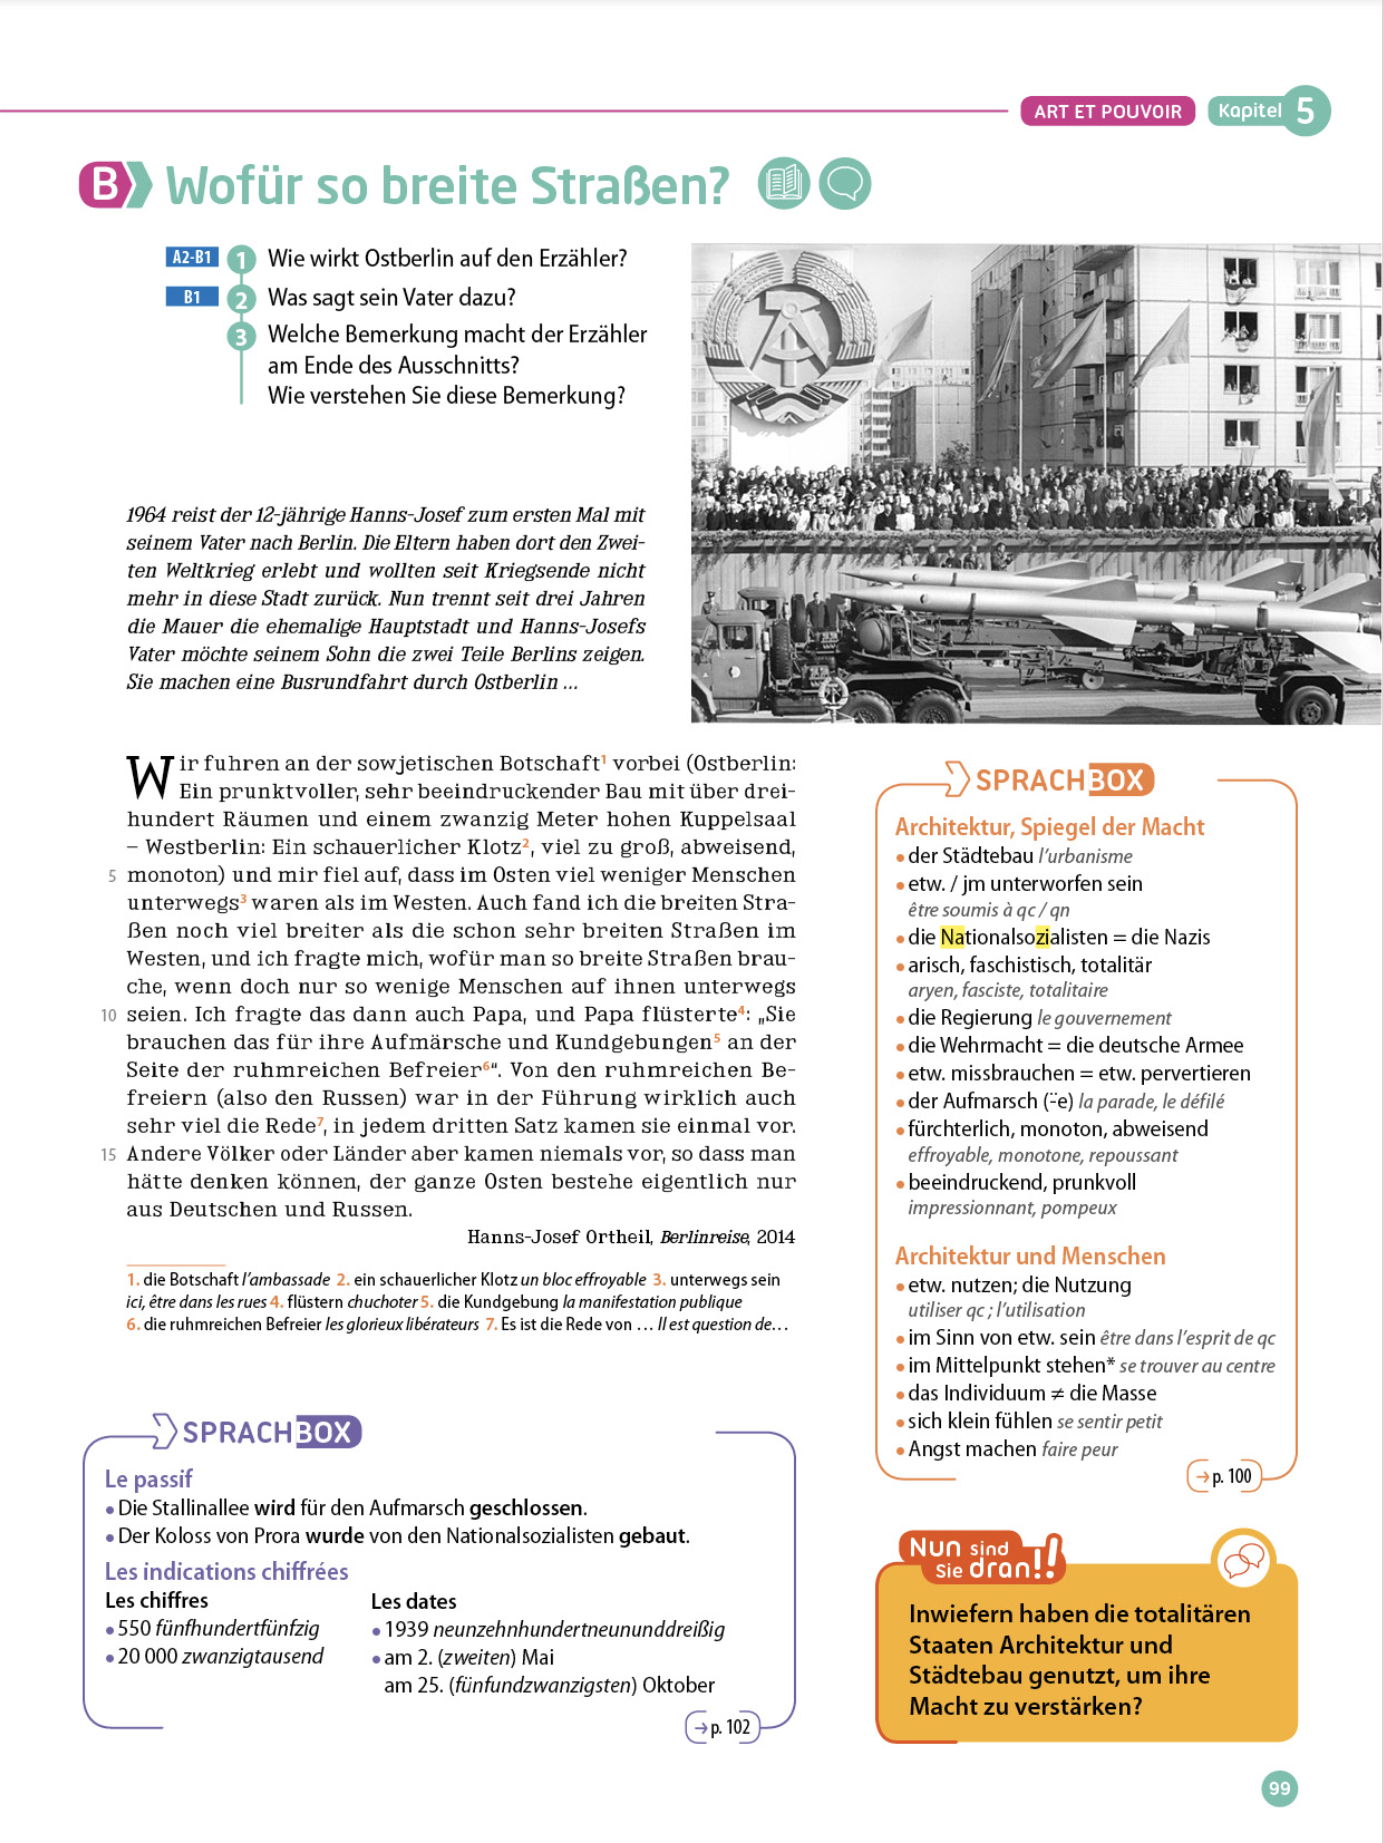 ART ET POUVOIR Kapitel 5
B Wofür so breite Straßen?
A2-B1 1 Wie wirkt Ostberlin auf den Erzähler?
B1 2 Was sagt sein Vater dazu?
3 Welche Bemerkung macht der Erzähler
am Ende des Ausschnitts?
Wie verstehen Sie diese Bemerkung?
1964 reist der 12-jährige Hanns-Josef zum ersten Mal mit
seinem Vater nach Berlin. Die Eltern haben dort den Zwei-
ten Weltkrieg erlebt und wollten seit Kriegsende nicht
mehr in diese Stadt zurück. Nun trennt seit drei Jahren
die Mauer die ehemalige Hauptstadt und Hanns-Josefs
Vater möchte seinem Sohn die zwei Teile Berlins zeigen.
Sie machen eine Busrundfahrt durch Ostberlin ...
Wir fuhren an der sowjetischen Botschaft1 vorbei (Ostberlin:
Ein prunktvoller, sehr beeindruckender Bau mit über drei-
hundert Räumen und einem zwanzig Meter hohen Kuppelsaal
– Westberlin: Ein schauerlicher Klotz2, viel zu groß, abweisend,
5 monoton) und mir fiel auf, dass im Osten viel weniger Menschen
unterwegs3 waren als im Westen. Auch fand ich die breiten Stra-
ßen noch viel breiter als die schon sehr breiten Straßen im
Westen, und ich fragte mich, wofür man so breite Straßen brau-
che, wenn doch nur so wenige Menschen auf ihnen unterwegs
10 seien. Ich fragte das dann auch Papa, und Papa flüsterte4: „Sie
brauchen das für ihre Aufmärsche und Kundgebungen5 an der
Seite der ruhmreichen Befreier6“. Von den ruhmreichen Be-
freiern (also den Russen) war in der Führung wirklich auch
sehr viel die Rede7, in jedem dritten Satz kamen sie einmal vor.
15 Andere Völker oder Länder aber kamen niemals vor, so dass man
hätte denken können, der ganze Osten bestehe eigentlich nur
aus Deutschen und Russen.
Hanns-Josef Ortheil, Berlinreise, 2014
1. die Botschaft l'ambassade 2. ein schauerlicher Klotz un bloc effroyable 3. unterwegs sein
ici, être dans les rues 4. flüstern chuchoter 5. die Kundgebung la manifestation publique
6. die ruhmreichen Befreier les glorieux libérateurs 7. Es ist die Rede von … Il est question de…
SPRACHBOX
Architektur, Spiegel der Macht
• der Städtebau l'urbanisme
• etw. / jm unterworfen sein
être soumis à qc / qn
• die Nationalsozialisten = die Nazis
• arisch, faschistisch, totalitär
aryen, fasciste, totalitaire
• die Regierung le gouvernement
• die Wehrmacht = die deutsche Armee
• etw. missbrauchen = etw. pervertieren
• der Aufmarsch (-̈e) la parade, le défilé
• fürchterlich, monoton, abweisend
effroyable, monotone, repoussant
• beeindruckend, prunkvoll
impressionnant, pompeux
Architektur und Menschen
• etw. nutzen; die Nutzung
utiliser qc ; l'utilisation
• im Sinn von etw. sein être dans l'esprit de qc
• im Mittelpunkt stehen* se trouver au centre
• das Individuum ≠ die Masse
• sich klein fühlen se sentir petit
• Angst machen faire peur
→ p. 100
SPRACHBOX
Le passif
• Die Stallinallee wird für den Aufmarsch geschlossen.
• Der Koloss von Prora wurde von den Nationalsozialisten gebaut.
Les indications chiffrées
Les chiffres
• 550 fünfhundertfünfzig
• 20 000 zwanzigtausend
Les dates
• 1939 neunzehnhundertneununddreißig
• am 2. (zweiten) Mai
am 25. (fünfundzwanzigsten) Oktober
→ p. 102
Nun sind
Sie dran!!
Inwiefern haben die totalitären
Staaten Architektur und
Städtebau genutzt, um ihre
Macht zu verstärken?
99